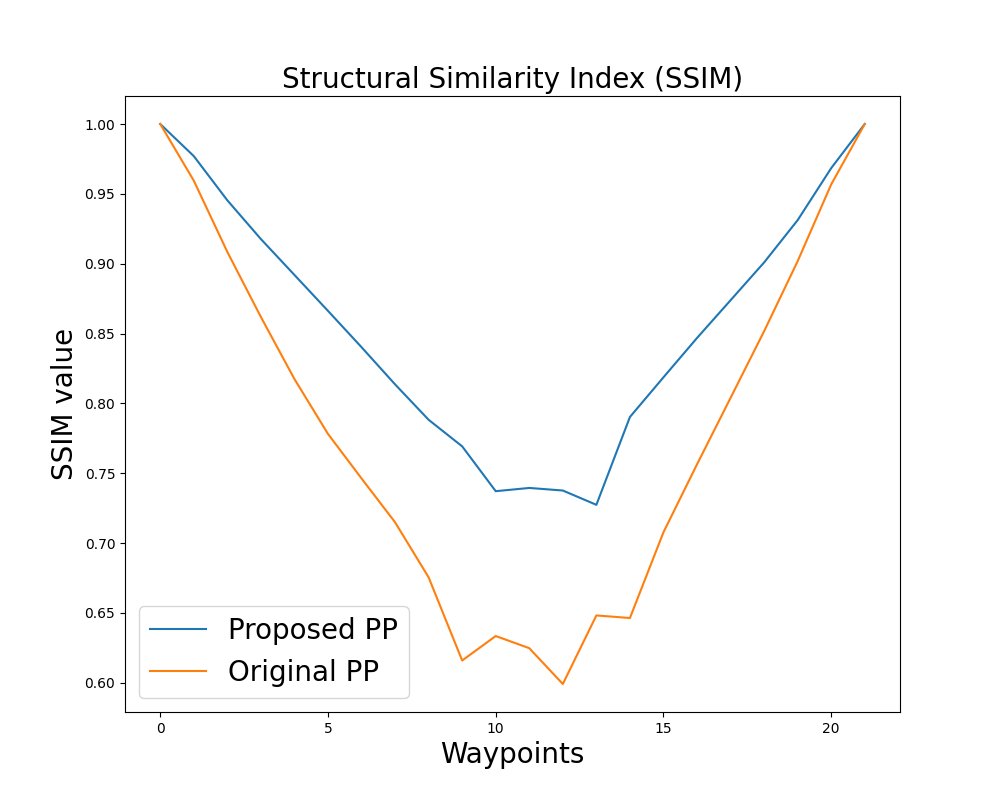 Structural Similarity Index (SSIM)
1.00
0.95
0.90
0.85
0.80
0.75
0.70
0.65
0.60
SSIM value
Proposed PP
Original PP
0 5 10 15 20
Waypoints